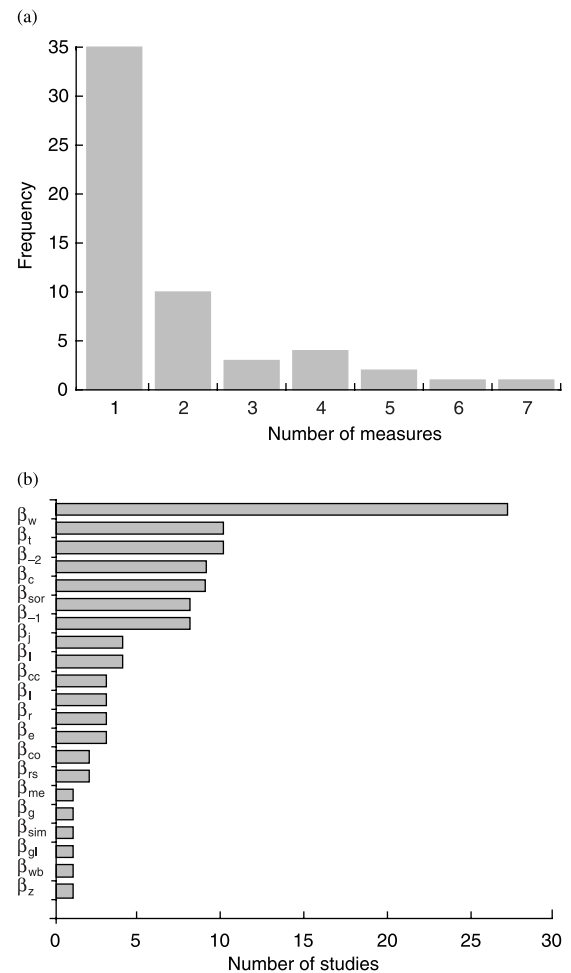 (a)
35
30
25
20
15
10
5
0
Frequency
1 2 3 4 5 6 7
Number of measures
(b)
βw
βt
β–2
βc
βsor
β–1
βj
βI
βcc
βI
βr
βe
βco
βrs
βme
βg
βsim
βgl
βwb
βz
0 5 10 15 20 25 30
Number of studies